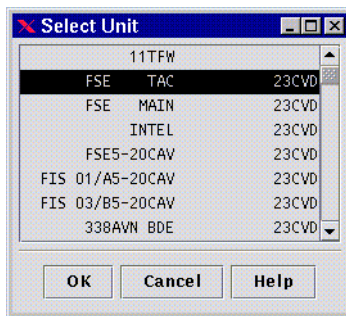 Select Unit
11TFW
FSE TAC 23CVD
FSE MAIN 23CVD
INTEL 23CVD
FSE5-20CAV 23CVD
FIS 01/A5-20CAV 23CVD
FIS 03/B5-20CAV 23CVD
338AVN BDE 23CVD
OK Cancel Help